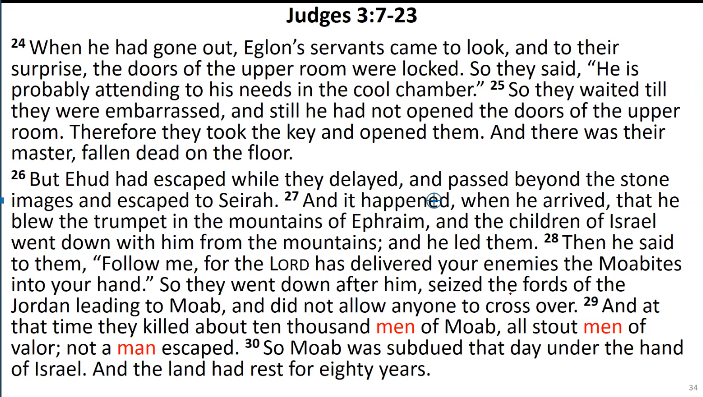 Judges 3:7-23
24 When he had gone out, Eglon’s servants came to look, and to their
surprise, the doors of the upper room were locked. So they said, “He is
probably attending to his needs in the cool chamber.” 25 So they waited till
they were embarrassed, and still he had not opened the doors of the upper
room. Therefore they took the key and opened them. And there was their
master, fallen dead on the floor.
26 But Ehud had escaped while they delayed, and passed beyond the stone
images and escaped to Seirah. 27 And it happened, when he arrived, that he
blew the trumpet in the mountains of Ephraim, and the children of Israel
went down with him from the mountains; and he led them. 28 Then he said
to them, “Follow me, for the LORD has delivered your enemies the Moabites
into your hand.” So they went down after him, seized the fords of the
Jordan leading to Moab, and did not allow anyone to cross over. 29 And at
that time they killed about ten thousand men of Moab, all stout men of
valor; not a man escaped. 30 So Moab was subdued that day under the hand
of Israel. And the land had rest for eighty years.
34